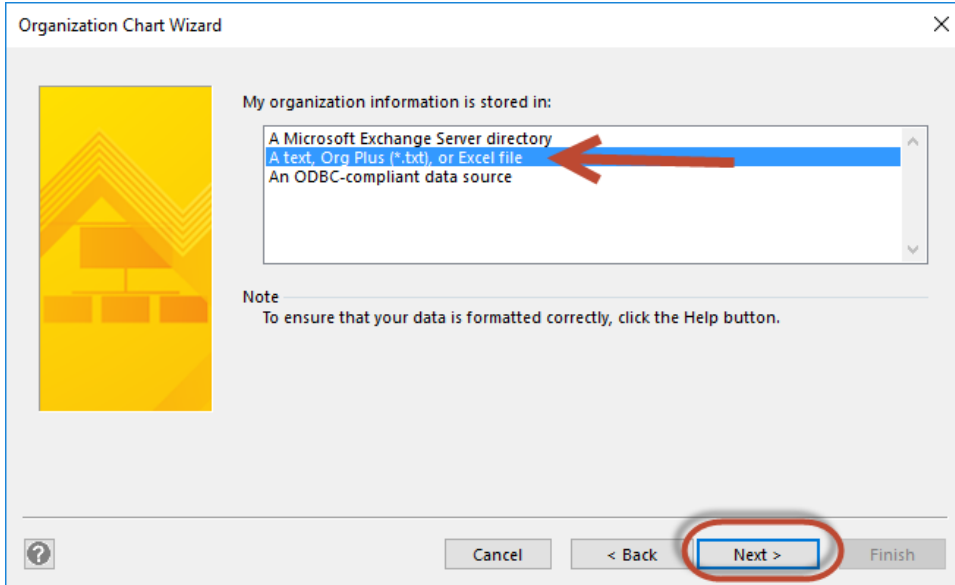 Organization Chart Wizard
My organization information is stored in:
A Microsoft Exchange Server directory
A text, Org Plus (*.txt), or Excel file
An ODBC-compliant data source
Note
To ensure that your data is formatted correctly, click the Help button.
?
Cancel
< Back
Next >
Finish